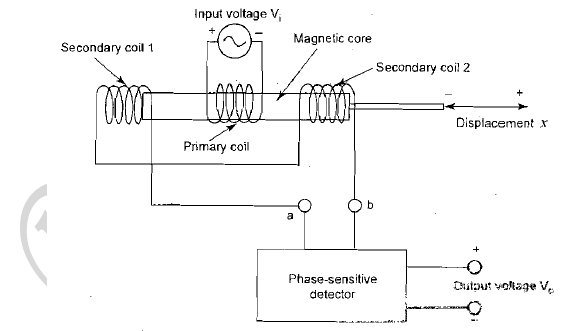 Input voltage Vi
+ −
Secondary coil 1
Magnetic core
Secondary coil 2
− +
Displacement x
Primary coil
a
b
Phase-sensitive
detector
+
Output voltage Vo
−